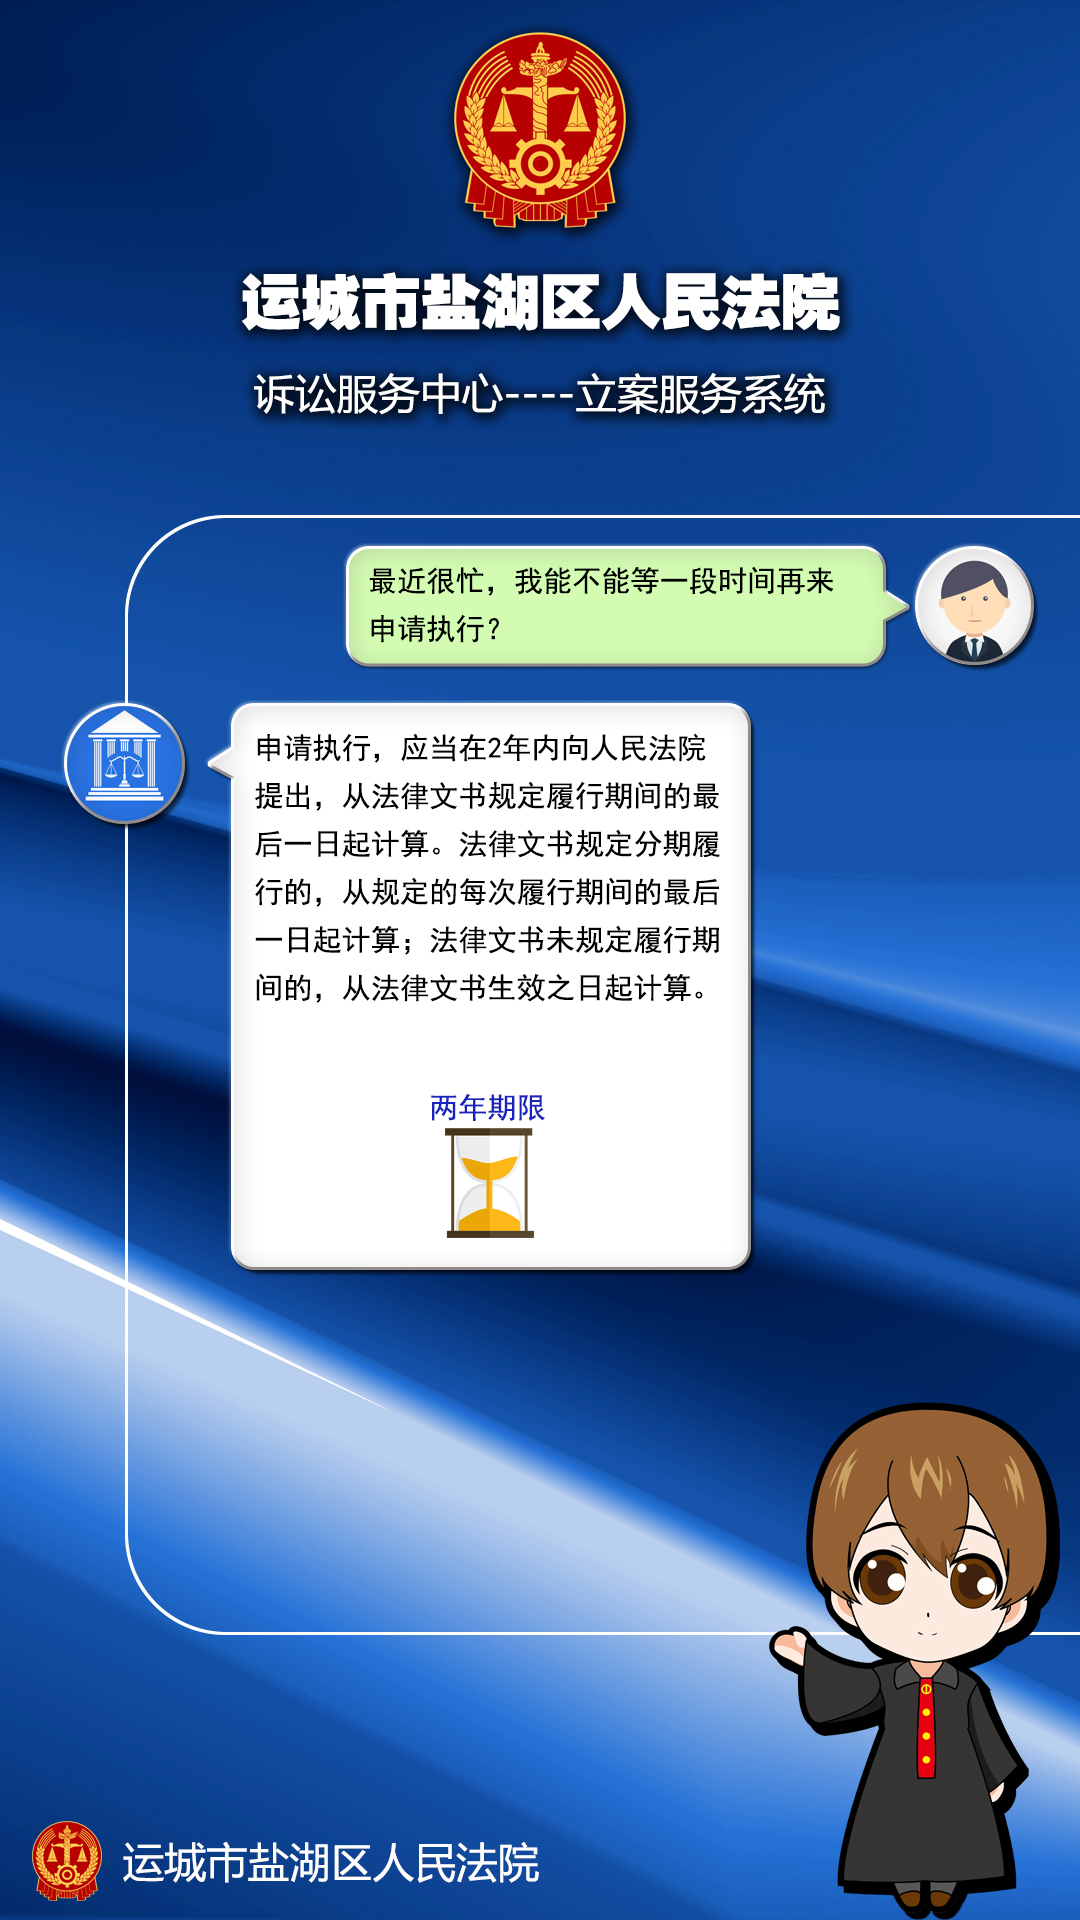 运城市盐湖区人民法院
诉讼服务中心----立案服务系统
最近很忙，我能不能等一段时间再来
申请执行？
申请执行，应当在2年内向人民法院
提出，从法律文书规定履行期间的最
后一日起计算。法律文书规定分期履
行的，从规定的每次履行期间的最后
一日起计算；法律文书未规定履行期
间的，从法律文书生效之日起计算。
两年期限
运城市盐湖区人民法院